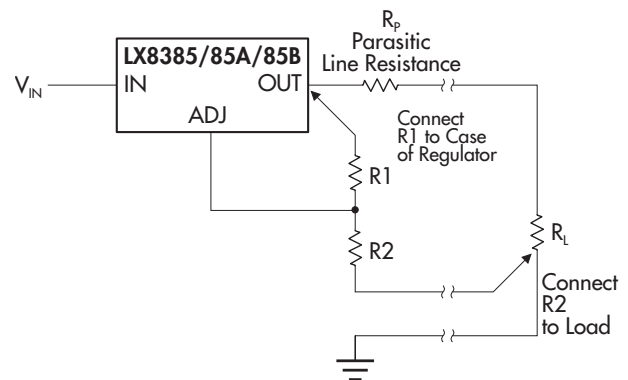 R_P
Parasitic
Line Resistance
LX8385/85A/85B
V_IN
IN
OUT
ADJ
Connect
R1 to Case
of Regulator
R1
R2
R_L
Connect
R2
to Load